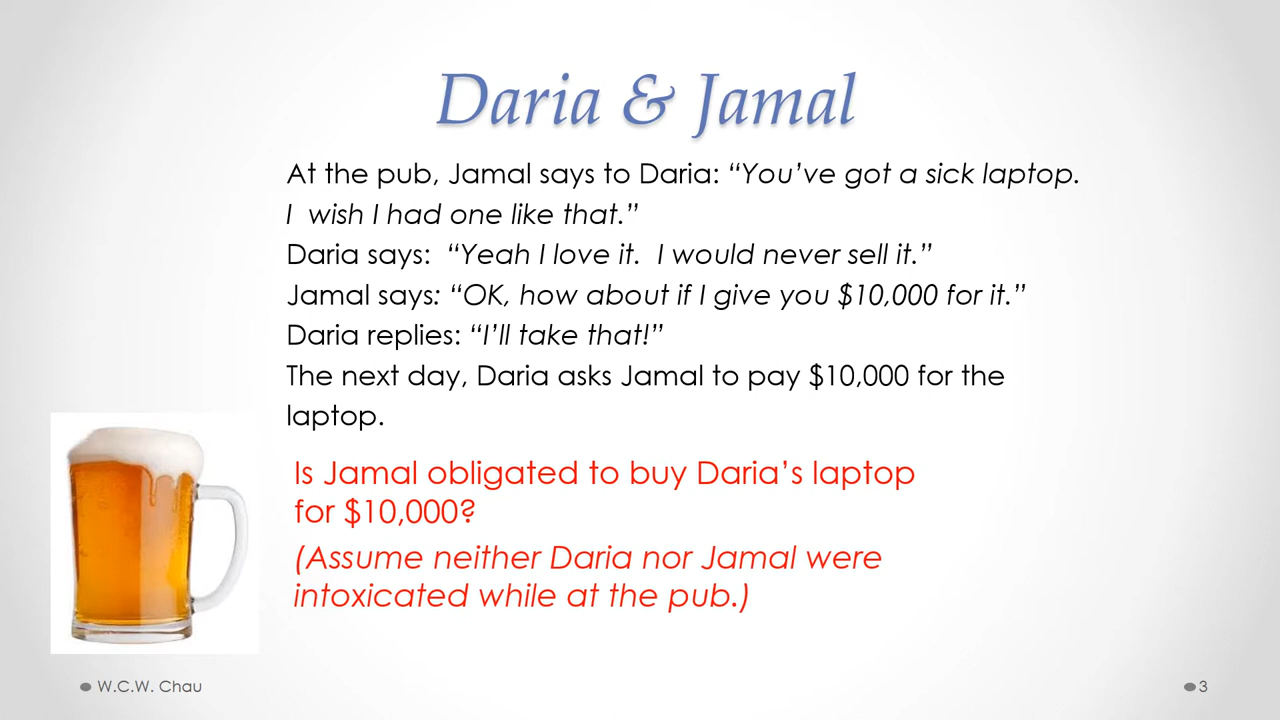 Daria & Jamal
At the pub, Jamal says to Daria: “You’ve got a sick laptop.
I  wish I had one like that.”
Daria says:  “Yeah I love it.  I would never sell it.”
Jamal says: “OK, how about if I give you $10,000 for it.”
Daria replies: “I’ll take that!”
The next day, Daria asks Jamal to pay $10,000 for the
laptop.
Is Jamal obligated to buy Daria’s laptop
for $10,000?
(Assume neither Daria nor Jamal were
intoxicated while at the pub.)
W.C.W. Chau
3